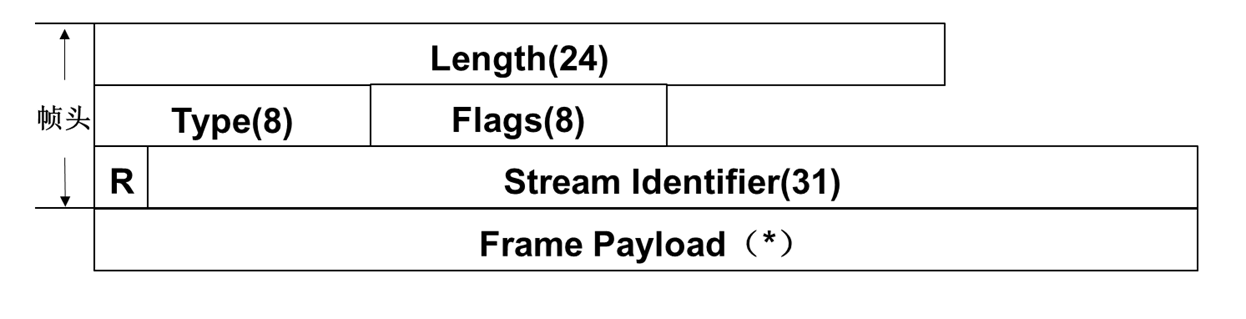 Length(24)
帧头
Type(8)
Flags(8)
R
Stream Identifier(31)
Frame Payload（*）